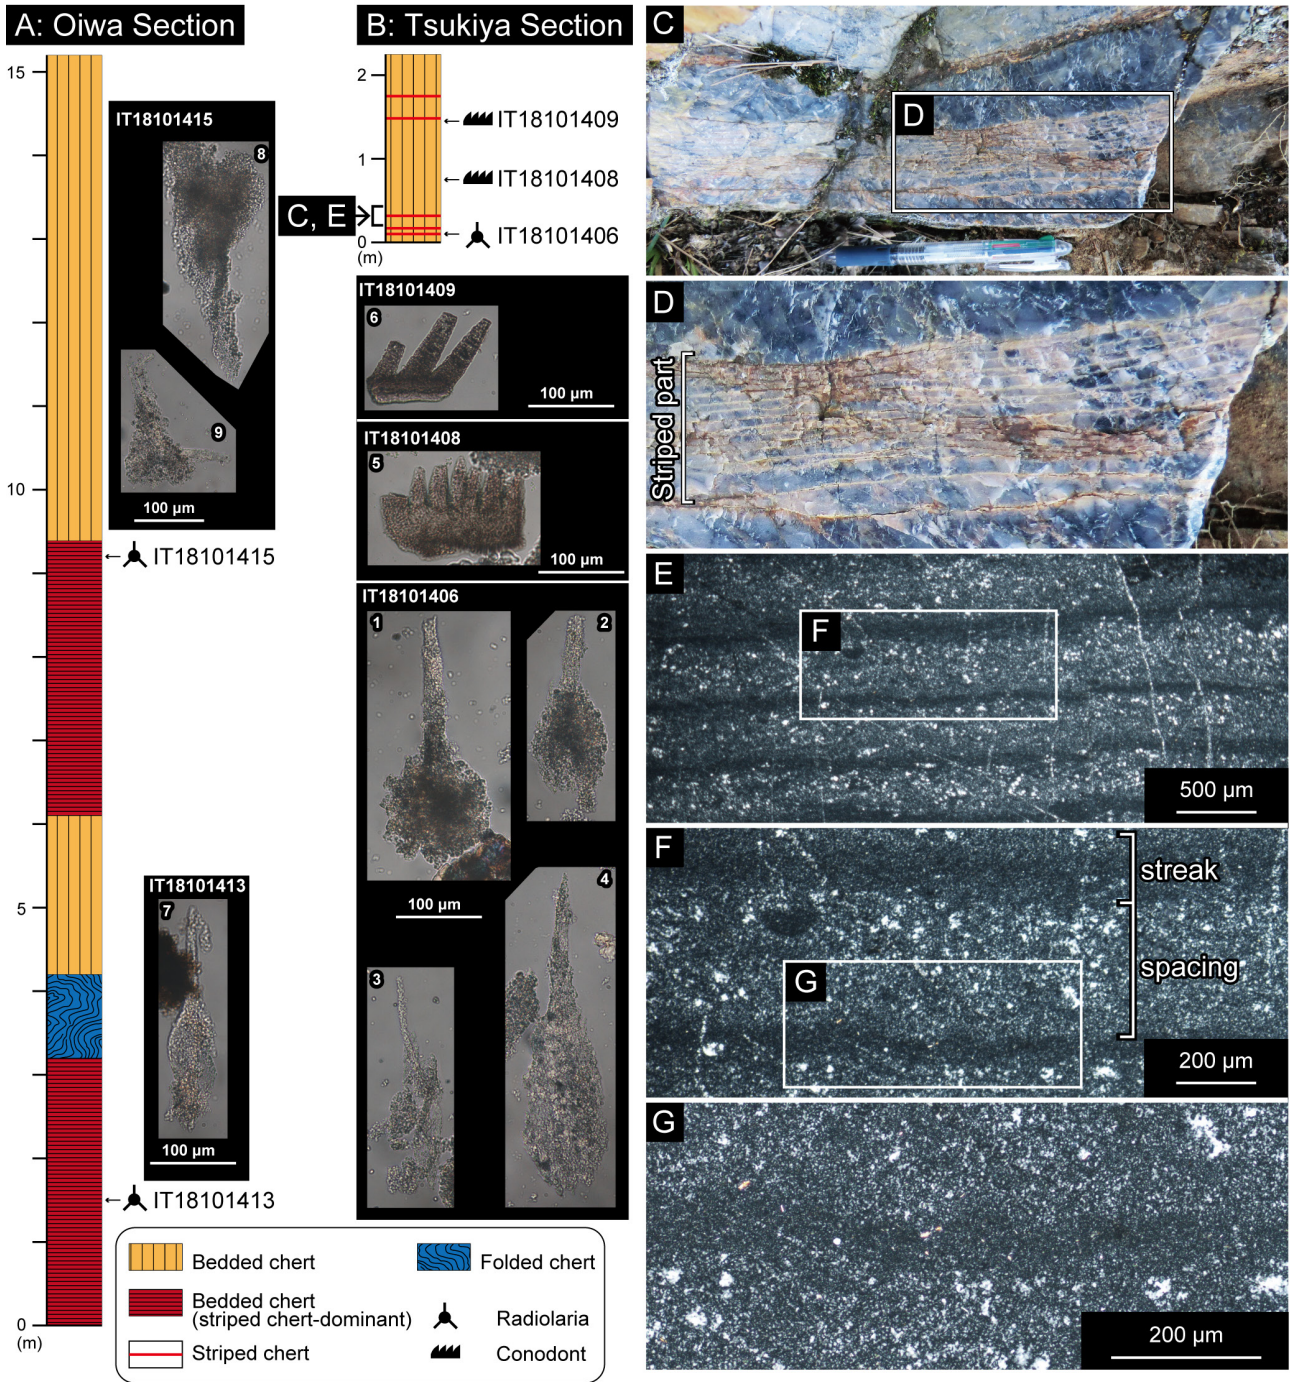 A: Oiwa Section
15
10
5
0
(m)
IT18101415
8
9
100 µm
IT18101415
IT18101413
7
100 µm
IT18101413
B: Tsukiya Section
2
1
0
(m)
IT18101409
IT18101408
C, E
IT18101406
IT18101409
6
100 µm
IT18101408
5
100 µm
IT18101406
1
2
100 µm
3
4
Bedded chert
Bedded chert
(striped chert-dominant)
Striped chert
Folded chert
Radiolaria
Conodont
C
D
D
Striped part
E
F
500 µm
F
streak
spacing
G
200 µm
G
200 µm